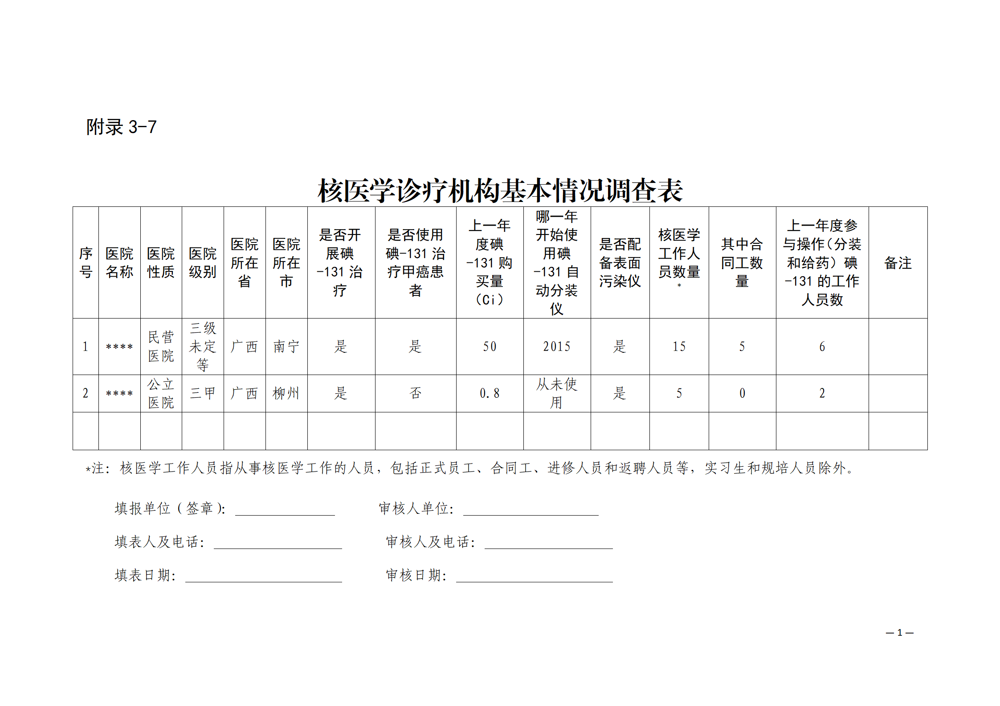 附录 3-7
核医学诊疗机构基本情况调查表
序号 医院名称 医院性质 医院级别 医院所在省 医院所在市 是否开展碘-131 治疗 是否使用碘-131 治疗甲癌患者 上一年度碘-131 购买量（Ci） 哪一年开始使用碘-131 自动分装仪 是否配备表面污染仪 核医学工作人员数量* 其中合同工数量 上一年度参与操作（分装和给药）碘-131 的工作人员数 备注
1 **** 民营医院 三级未定等 广西 南宁 是 是 50 2015 是 15 5 6
2 **** 公立医院 三甲 广西 柳州 是 否 0.8 从未使用 是 5 0 2
*注：核医学工作人员指从事核医学工作的人员，包括正式员工、合同工、进修人员和返聘人员等，实习生和规培人员除外。
填报单位（签章）：　审核人单位：
填表人及电话：　审核人及电话：
填表日期：　审核日期：
— 1 —